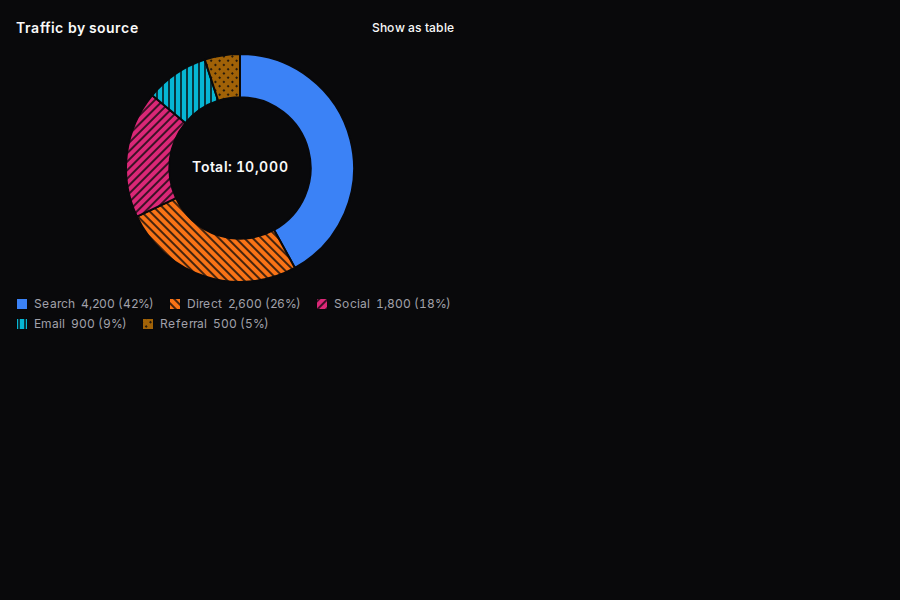 Traffic by source
Show as table
Total: 10,000
Search 4,200 (42%) Direct 2,600 (26%) Social 1,800 (18%)
Email 900 (9%) Referral 500 (5%)